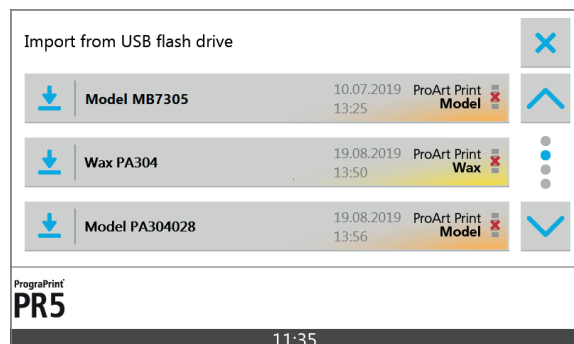 Import from USB flash drive
Model MB7305
10.07.2019
13:25
ProArt Print
Model
Wax PA304
19.08.2019
13:50
ProArt Print
Wax
Model PA304028
19.08.2019
13:56
ProArt Print
Model
PrograPrint
PR5
11:35